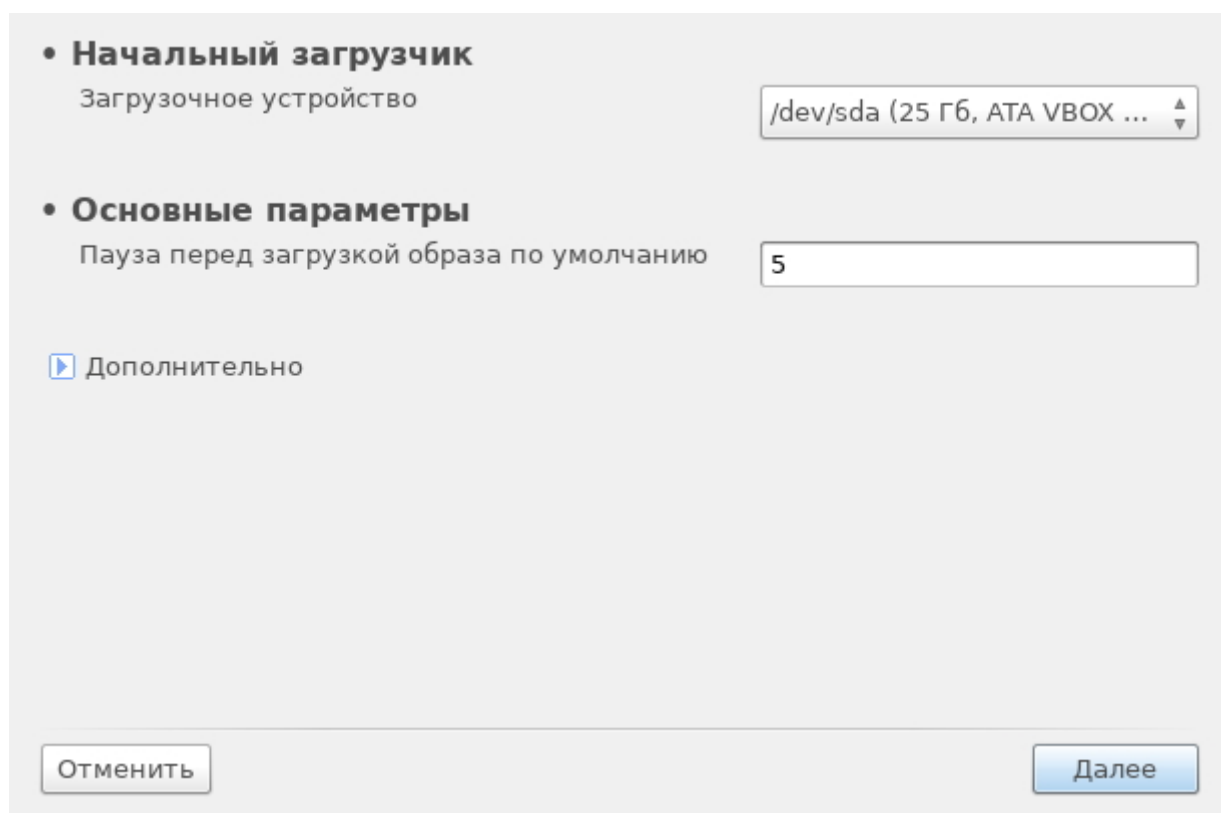 • Начальный загрузчик
Загрузочное устройство
/dev/sda (25 Гб, ATA VBOX ...
• Основные параметры
Пауза перед загрузкой образа по умолчанию
5
Дополнительно
Отменить
Далее